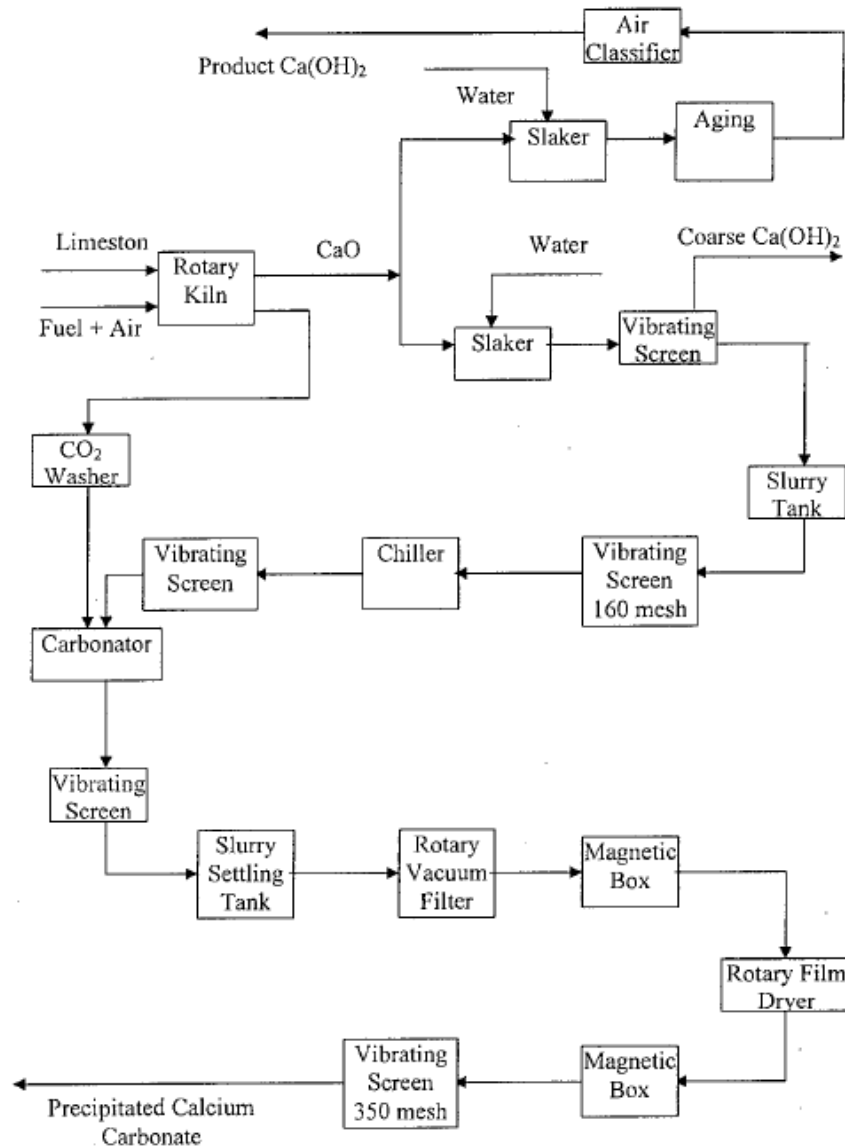 Air
Classifier
Product Ca(OH)2
Water
Slaker
Aging
Limeston
Rotary
Kiln
CaO
Fuel + Air
Water
Coarse Ca(OH)2
Slaker
Vibrating
Screen
CO2
Washer
Slurry
Tank
Vibrating
Screen
Chiller
Vibrating
Screen
160 mesh
Carbonator
Vibrating
Screen
Slurry
Settling
Tank
Rotary
Vacuum
Filter
Magnetic
Box
Rotary Film
Dryer
Vibrating
Screen
350 mesh
Magnetic
Box
Precipitated Calcium
Carbonate